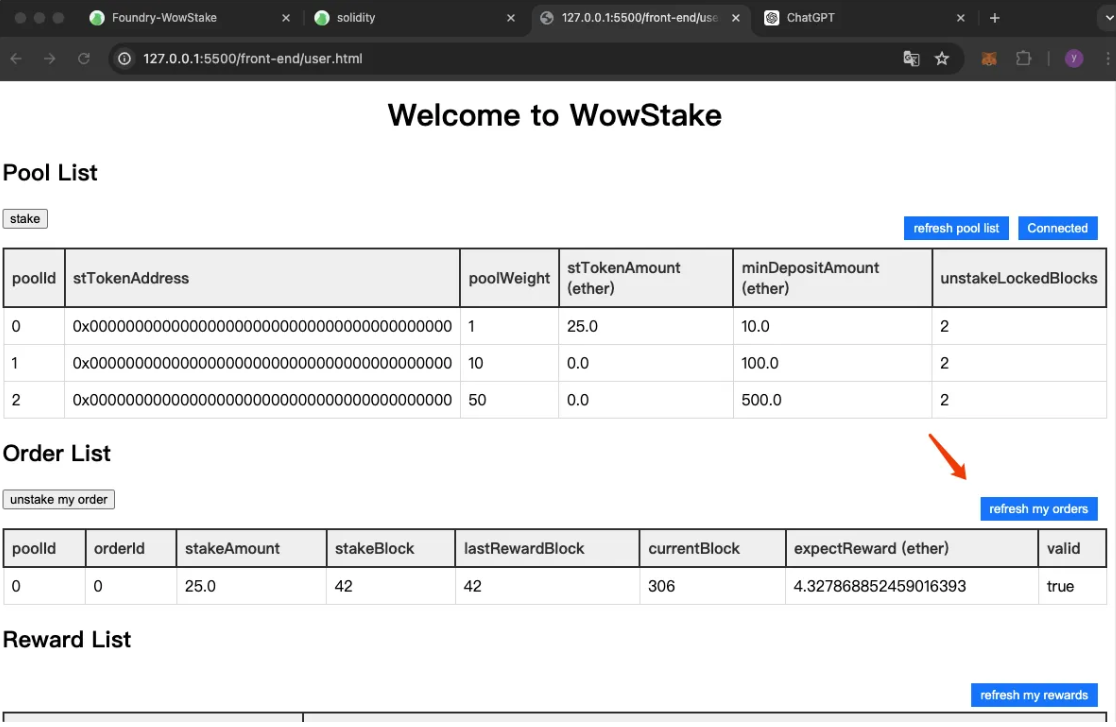 Foundry-WowStake
solidity
127.0.0.1:5500/front-end/use
ChatGPT
127.0.0.1:5500/front-end/user.html
Y
Welcome to WowStake
Pool List
stake
refresh pool list Connected
poolId stTokenAddress poolWeight stTokenAmount (ether) minDepositAmount (ether) unstakeLockedBlocks
0 0x0000000000000000000000000000000000000000 1 25.0 10.0 2
1 0x0000000000000000000000000000000000000000 10 0.0 100.0 2
2 0x0000000000000000000000000000000000000000 50 0.0 500.0 2
Order List
unstake my order
refresh my orders
poolId orderId stakeAmount stakeBlock lastRewardBlock currentBlock expectReward (ether) valid
0 0 25.0 42 42 306 4.327868852459016393 true
Reward List
refresh my rewards